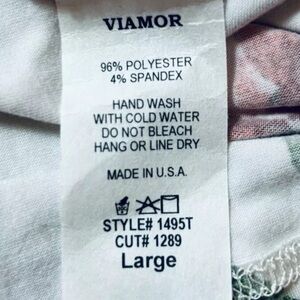 VIAMOR
96% POLYESTER
4% SPANDEX
HAND WASH
WITH COLD WATER
DO NOT BLEACH
HANG OR LINE DRY
MADE IN U.S.A.
STYLE# 1495T
CUT# 1289
Large